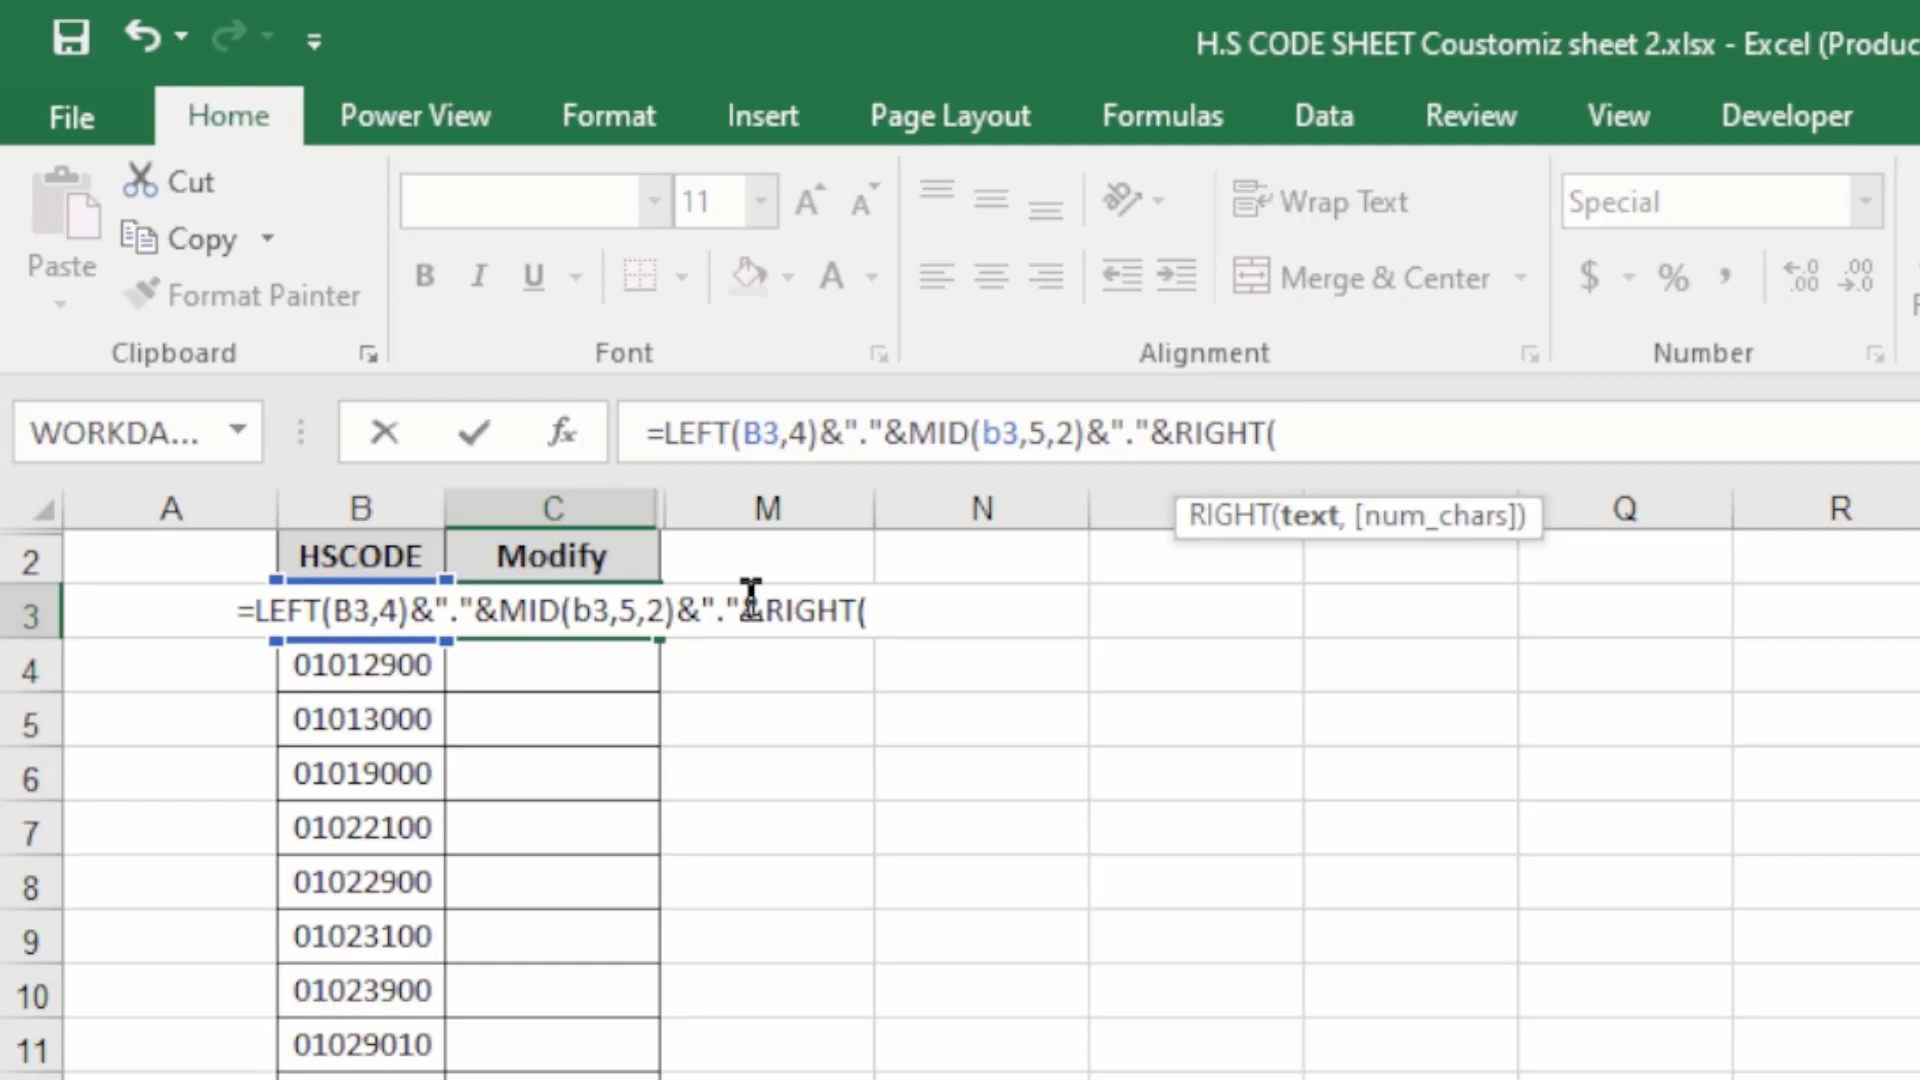 H.S CODE SHEET Coustomiz sheet 2.xlsx - Excel (Produc
File Home Power View Format Insert Page Layout Formulas Data Review View Developer
Paste
Cut
Copy
Format Painter
Clipboard
11
B I U
Font
Wrap Text
Merge & Center
Alignment
Special
$ % ,
Number
WORKDA...
fx
=LEFT(B3,4)&"."&MID(b3,5,2)&"."&RIGHT(
RIGHT(text, [num_chars])
A B C M N Q R
2 HSCODE Modify
3 =LEFT(B3,4)&"."&MID(b3,5,2)&"."&RIGHT(
4 01012900
5 01013000
6 01019000
7 01022100
8 01022900
9 01023100
10 01023900
11 01029010